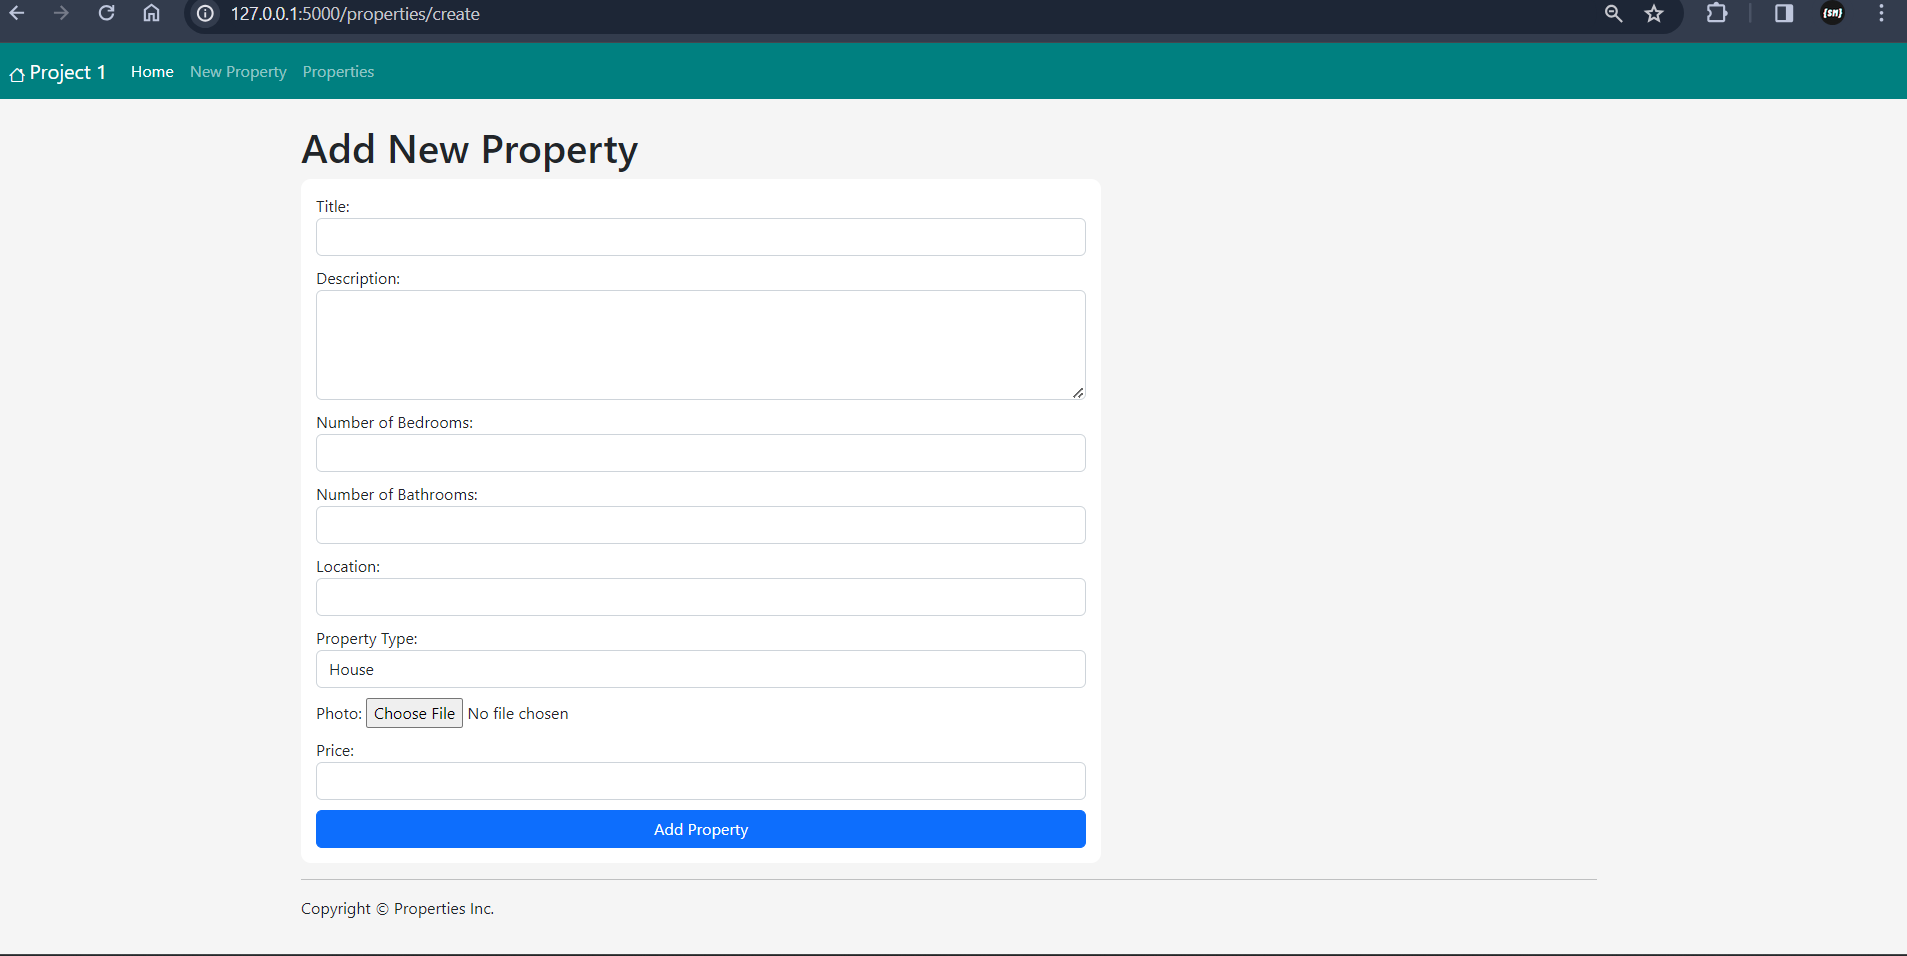 127.0.0.1:5000/properties/create
{SM}
Project 1 Home New Property Properties
Add New Property
Title:
Description:
Number of Bedrooms:
Number of Bathrooms:
Location:
Property Type:
House
Photo: Choose File No file chosen
Price:
Add Property
Copyright © Properties Inc.